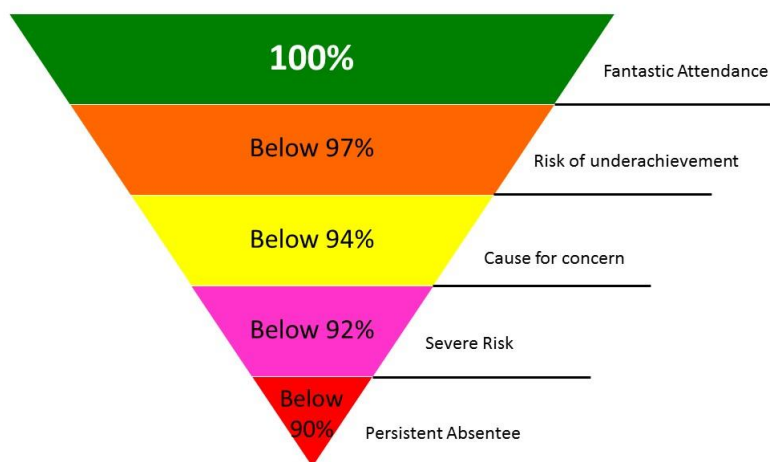 100%
Fantastic Attendance
Below 97%
Risk of underachievement
Below 94%
Cause for concern
Below 92%
Severe Risk
Below
90%
Persistent Absentee